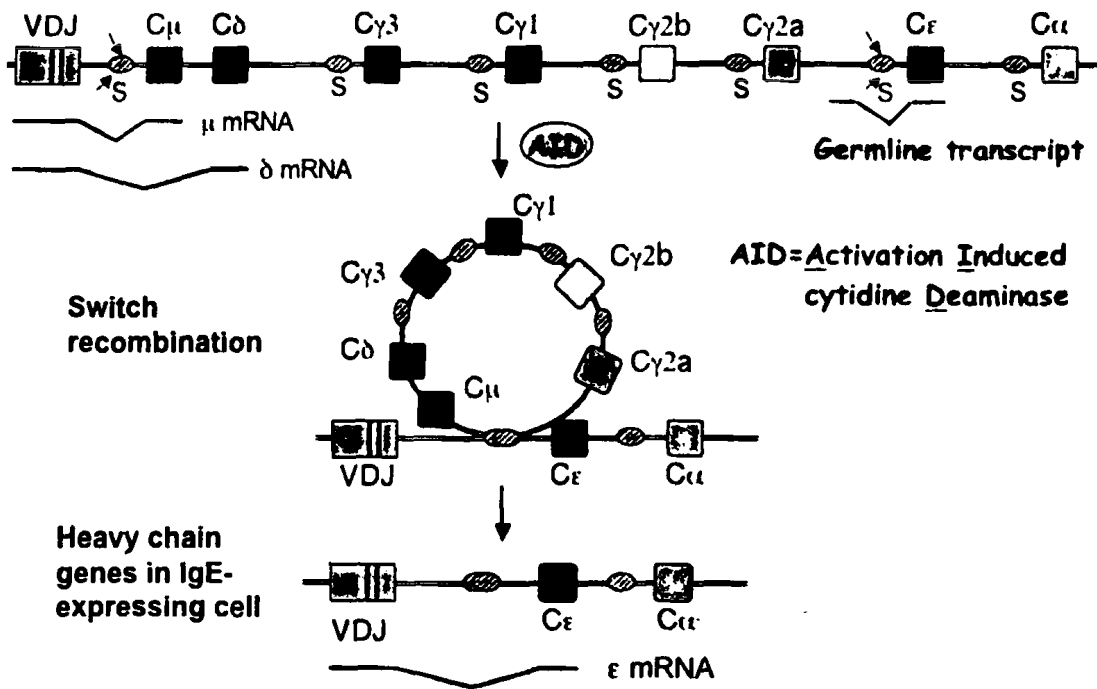 VDJ Cμ Cδ Cγ3 Cγ1 Cγ2b Cγ2a Cε Cα
S S S S S S S
μ mRNA
δ mRNA
AID
Germline transcript
Cγ1
Cγ3
Cγ2b
AID=Activation Induced
cytidine Deaminase
Switch
recombination
Cδ
Cγ2a
Cμ
VDJ Cε Cα
Heavy chain
genes in IgE-
expressing cell
VDJ Cε Cα
ε mRNA